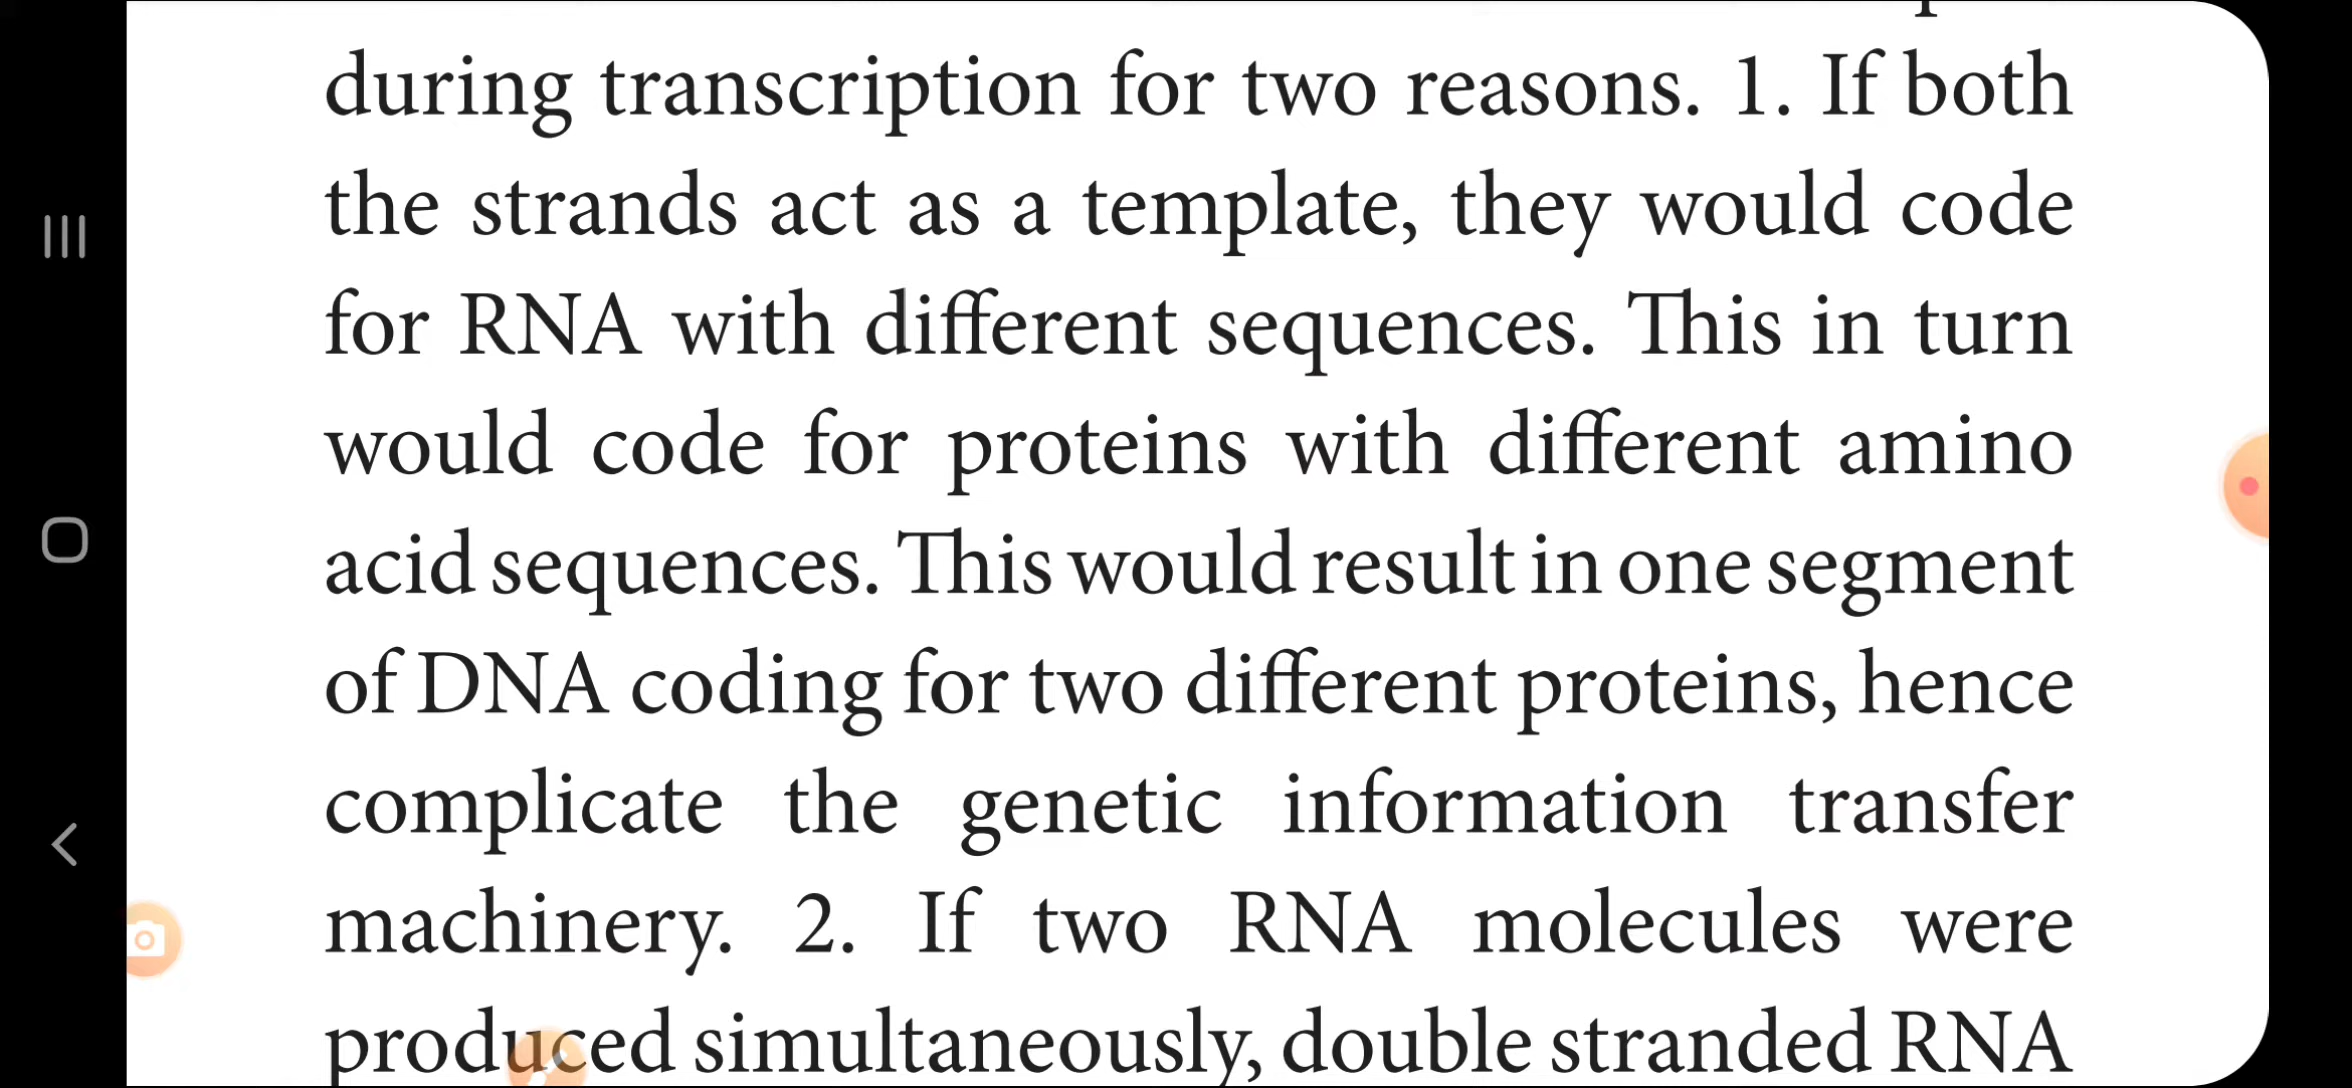 during transcription for two reasons. 1. If both
the strands act as a template, they would code
for RNA with different sequences. This in turn
would code for proteins with different amino
acid sequences. This would result in one segment
of DNA coding for two different proteins, hence
complicate the genetic information transfer
machinery. 2. If two RNA molecules were
produced simultaneously, double stranded RNA